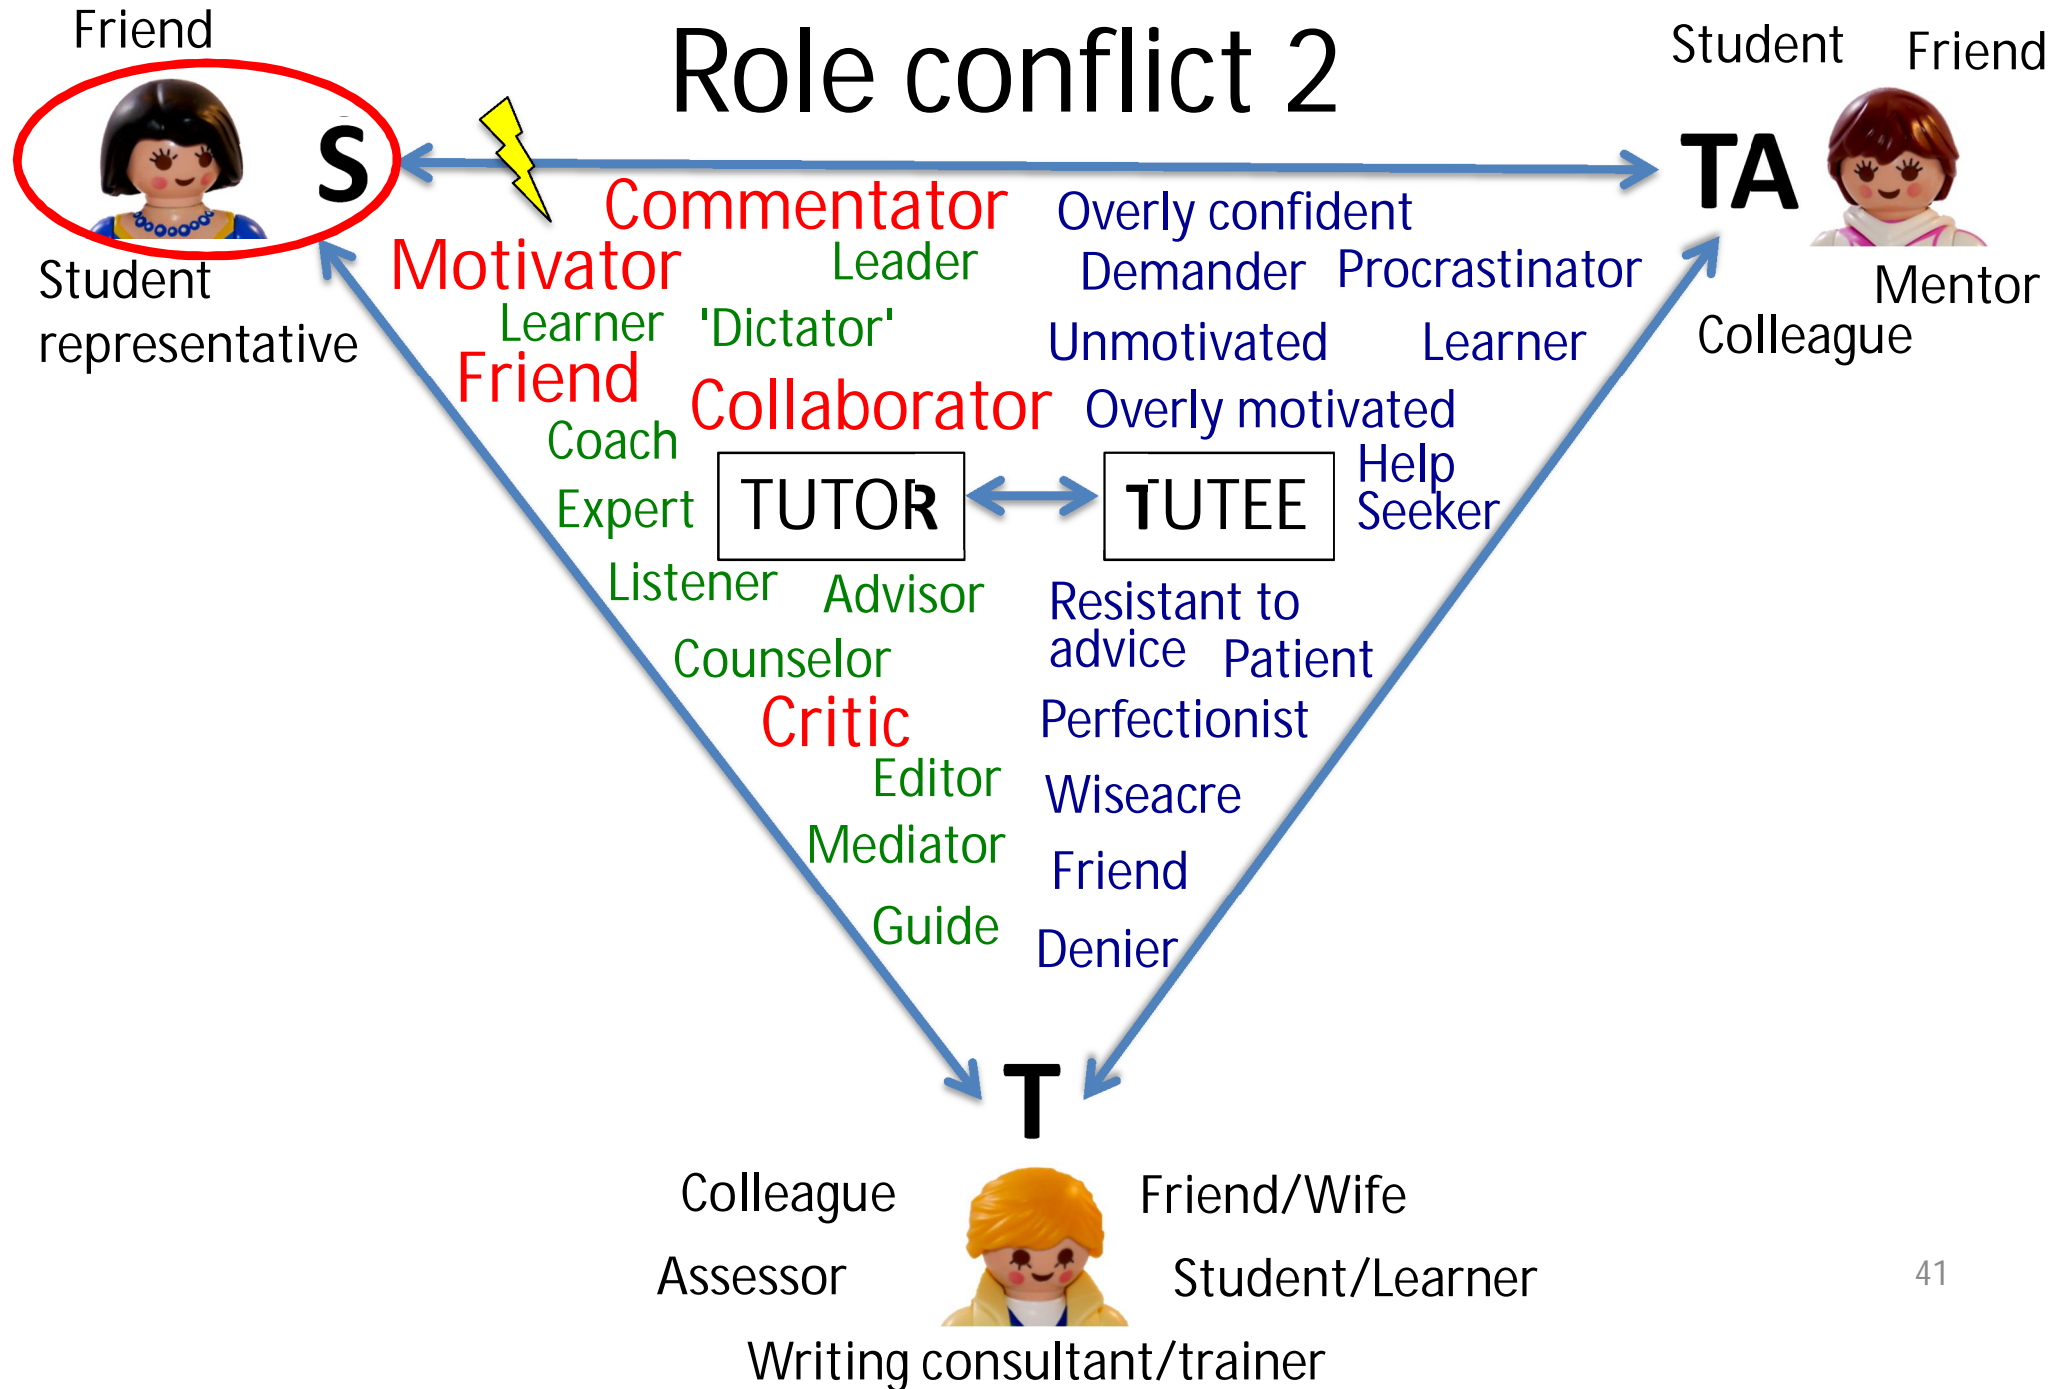 Role conflict 2
Friend
S
Student
representative
Student Friend
TA
Mentor
Colleague
Commentator
Motivator
Leader
Learner 'Dictator'
Friend
Collaborator
Coach
Expert
TUTOR
Listener
Advisor
Counselor
Critic
Editor
Mediator
Guide
Overly confident
Demander Procrastinator
Unmotivated Learner
Overly motivated
Help
Seeker
TUTEE
Resistant to
advice Patient
Perfectionist
Wiseacre
Friend
Denier
T
Colleague Friend/Wife
Assessor Student/Learner
Writing consultant/trainer
41